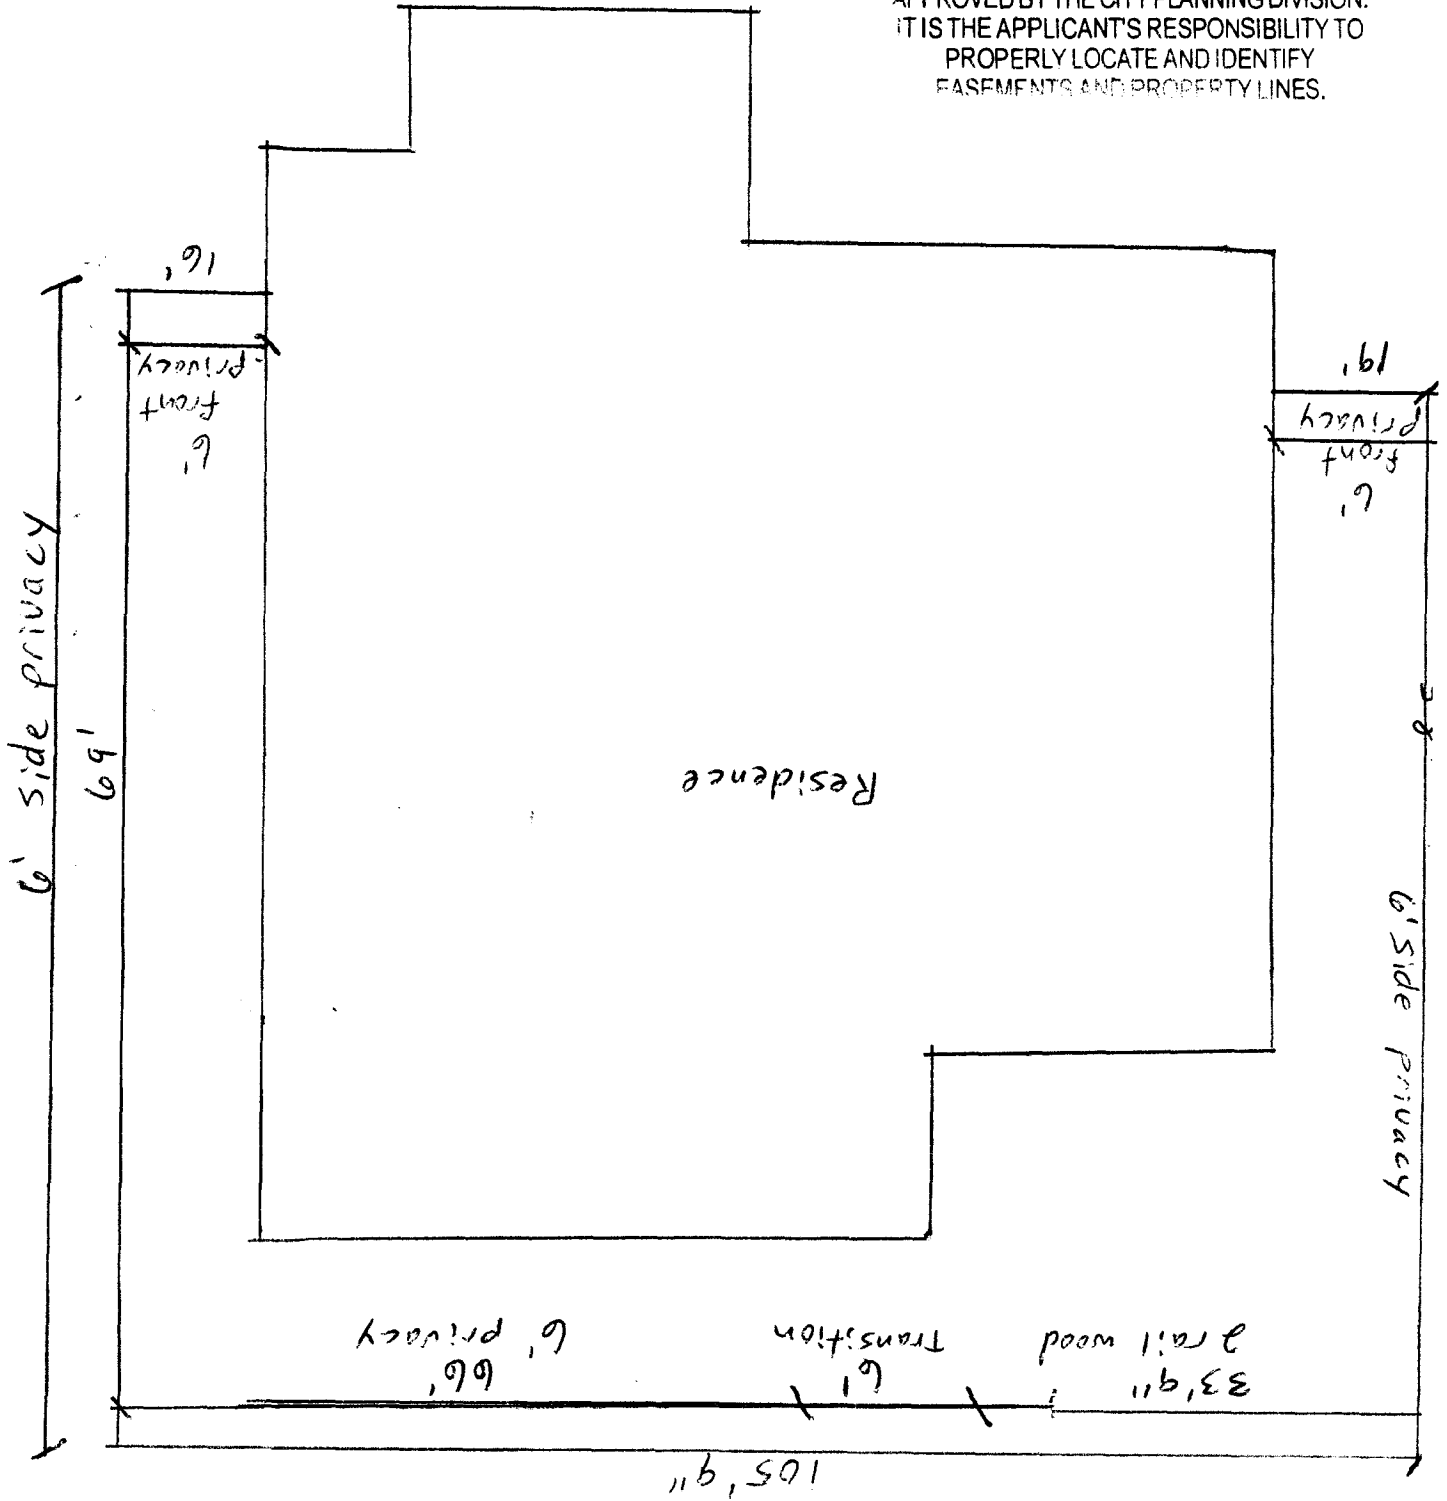 APPROVED BY THE CITY PLANNING DIVISION.
IT IS THE APPLICANT'S RESPONSIBILITY TO
PROPERLY LOCATE AND IDENTIFY
EASEMENTS AND PROPERTY LINES.
16'
6'
front
privacy
19'
6'
front
privacy
6' side privacy
69'
Residence
6' Side privacy
66'
6' privacy
6'
Transition
33'9"
2 rail wood
105'9"